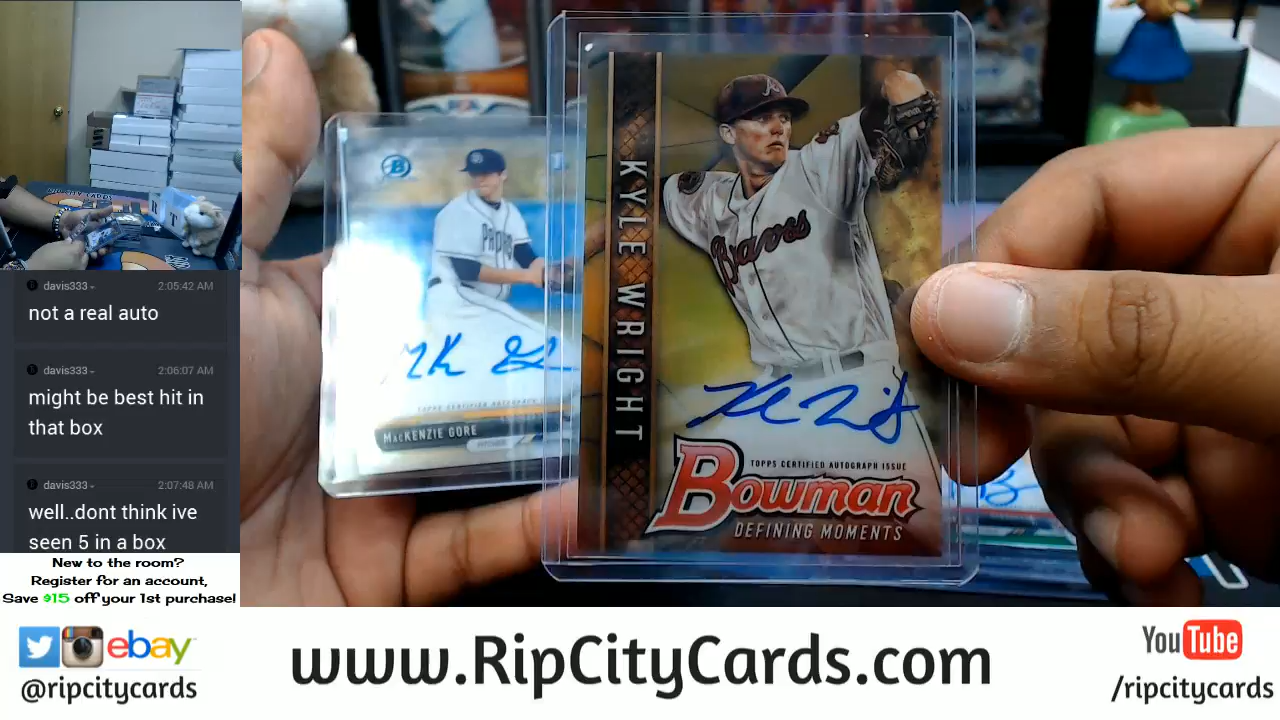 davis333 2:05:42 AM
not a real auto
davis333 2:06:07 AM
might be best hit in
that box
davis333 2:07:48 AM
well..dont think ive
seen 5 in a box
New to the room?
Register for an account,
Save $15 off your 1st purchase!
B
TOPPS CERTIFIED AUTOGRAPH
MACKENZIE GORE
KYLE WRIGHT
A
Braves
TOPPS CERTIFIED AUTOGRAPH ISSUE
Bowman
DEFINING MOMENTS
ebay
@ripcitycards
www.RipCityCards.com
YouTube
/ripcitycards